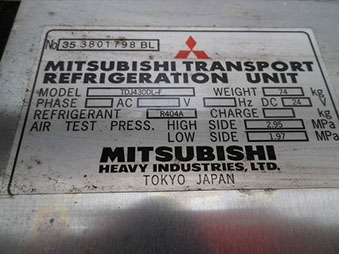 No 35 3801798 BL
MITSUBISHI TRANSPORT
REFRIGERATION UNIT
MODEL TDJ430DL-E WEIGHT 74 kg
PHASE AC V Hz DC 24 V
REFRIGERANT R404A CHARGE kg
AIR TEST PRESS. HIGH SIDE 2.95 MPa
LOW SIDE 1.97 MPa
MITSUBISHI
HEAVY INDUSTRIES, LTD.
TOKYO JAPAN